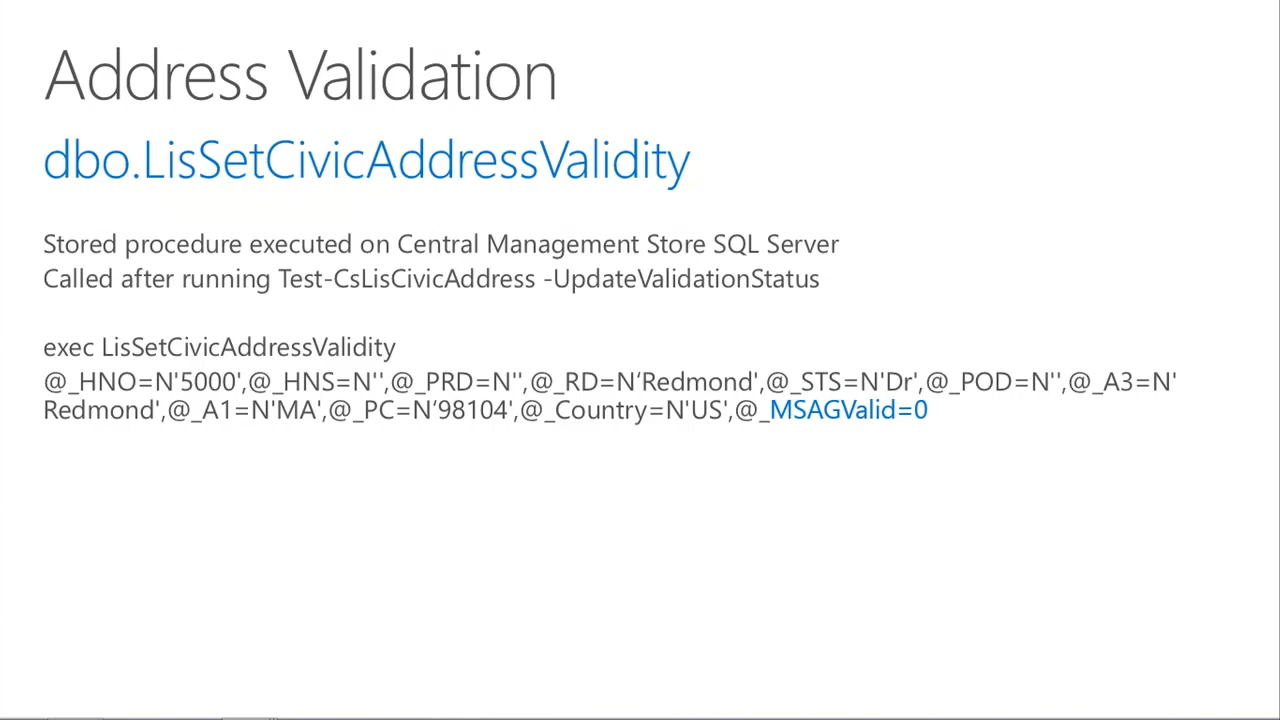 Address Validation
dbo.LisSetCivicAddressValidity
Stored procedure executed on Central Management Store SQL Server
Called after running Test-CsLisCivicAddress -UpdateValidationStatus
exec LisSetCivicAddressValidity
@_HNO=N'5000',@_HNS=N'',@_PRD=N'',@_RD=N‘Redmond',@_STS=N'Dr',@_POD=N'',@_A3=N'
Redmond',@_A1=N'MA',@_PC=N‘98104',@_Country=N'US',@_MSAGValid=0